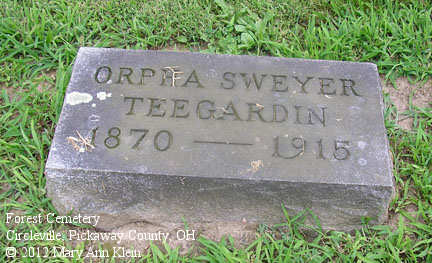 ORPHA SWEYER
TEEGARDIN
1870 — 1915
Forest Cemetery
Circleville, Pickaway County, OH
© 2012 Mary Ann Klein